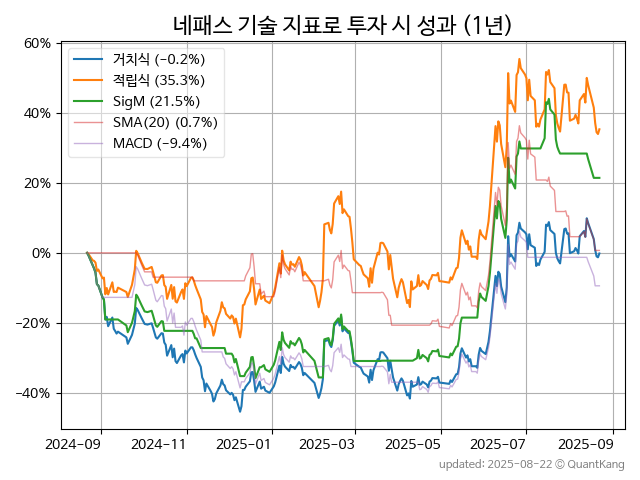 네패스 기술 지표로 투자 시 성과 (1년)
60%
40%
20%
0%
−20%
−40%
거치식 (-0.2%)
적립식 (35.3%)
SigM (21.5%)
SMA(20) (0.7%)
MACD (-9.4%)
2024-09
2024-11
2025-01
2025-03
2025-05
2025-07
2025-09
updated: 2025-08-22 © QuantKang